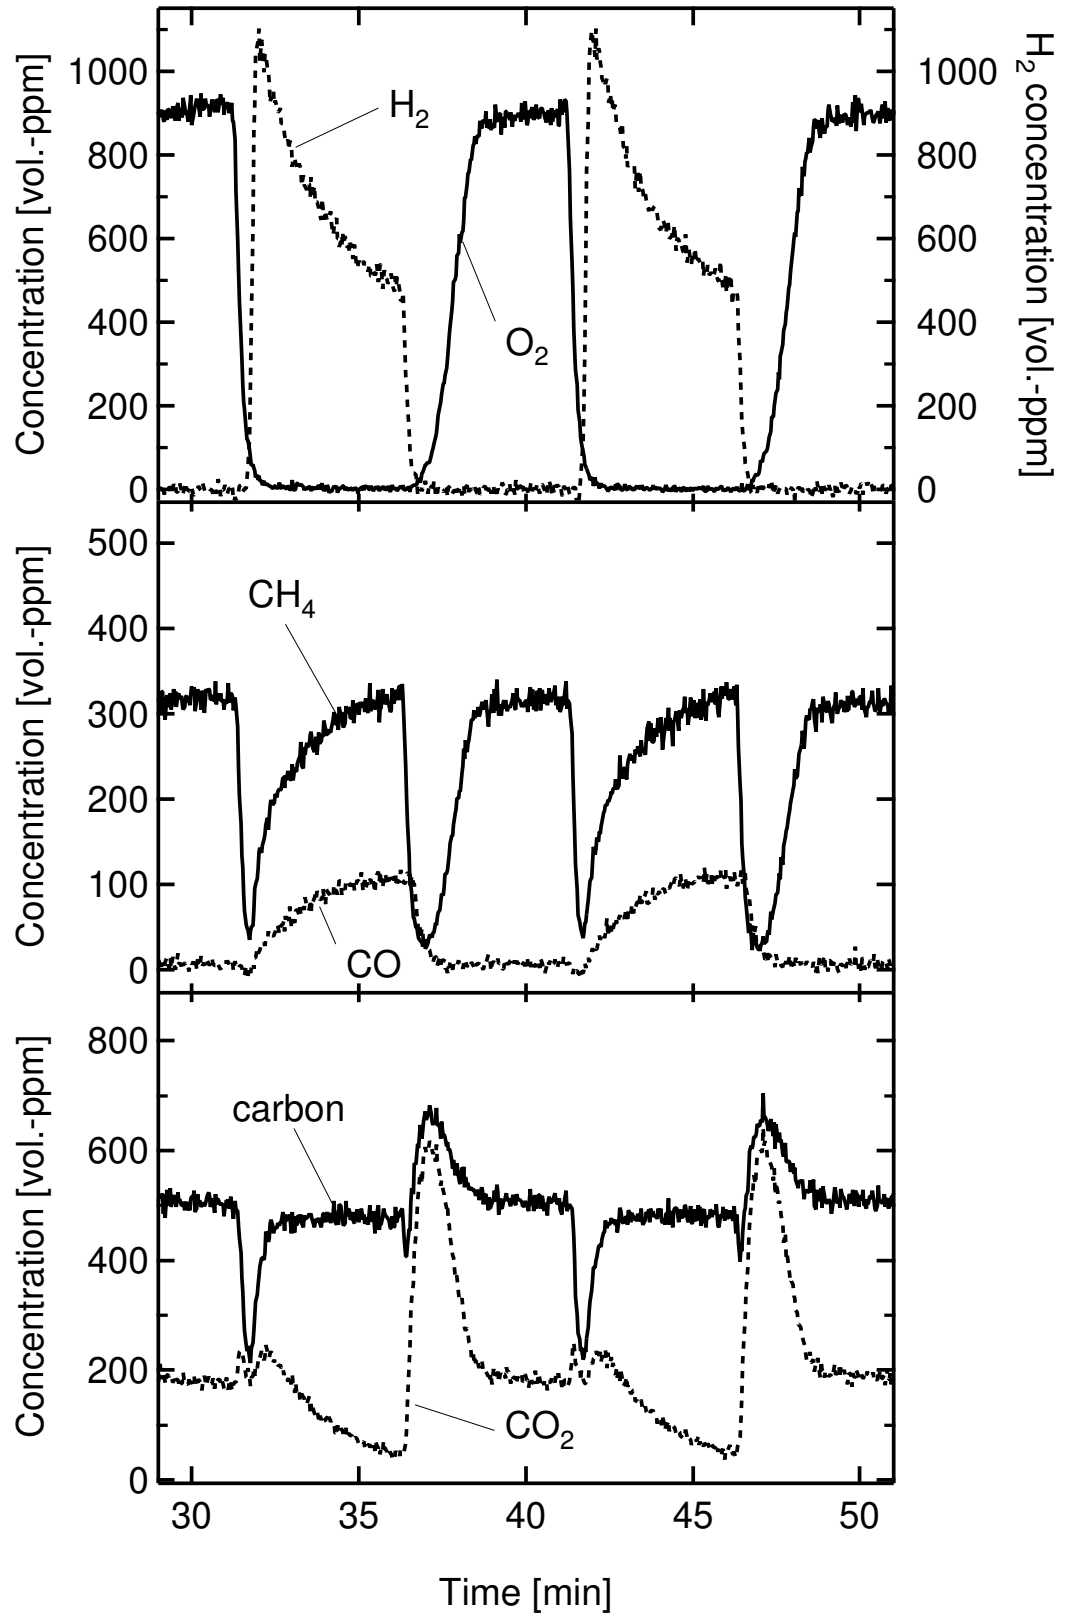 1000
800
600
400
200
0
Concentration [vol.-ppm]
H2
O2
1000
800
600
400
200
0
H2 concentration [vol.-ppm]
500
400
300
200
100
0
Concentration [vol.-ppm]
CH4
CO
800
600
400
200
0
Concentration [vol.-ppm]
carbon
CO2
30 35 40 45 50
Time [min]